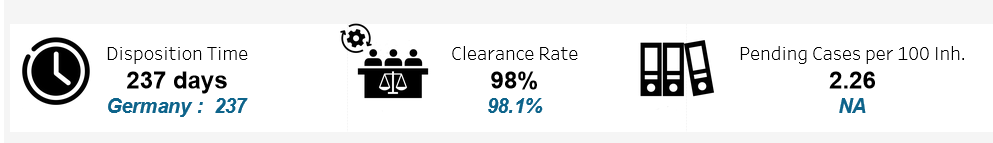 Disposition Time
237 days
Germany : 237
Clearance Rate
98%
98.1%
Pending Cases per 100 Inh.
2.26
NA